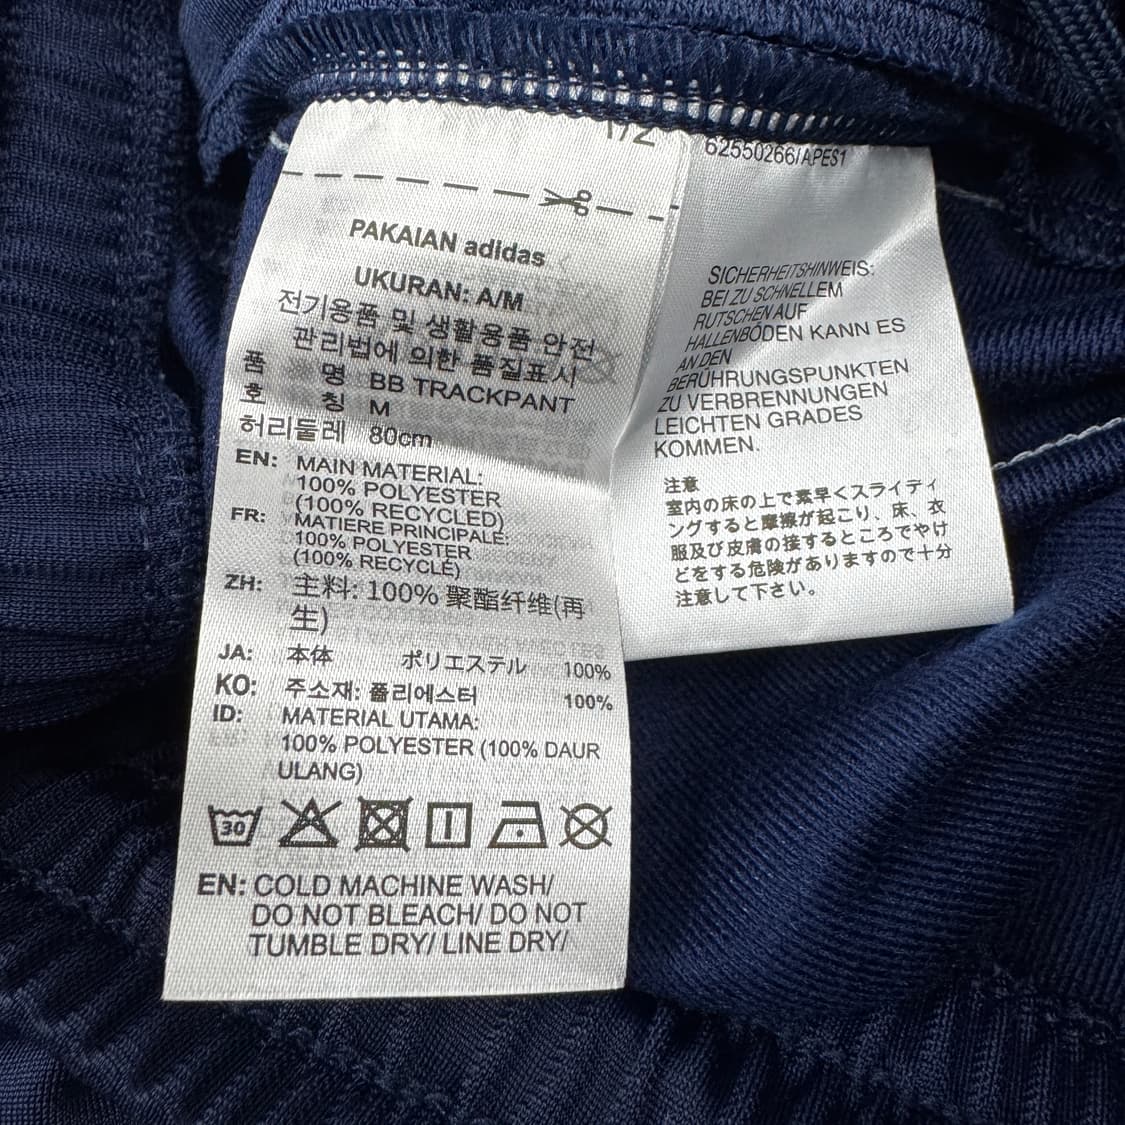 PAKAIAN adidas
UKURAN: A/M
전기용품 및 생활용품 안전
관리법에 의한 품질표시
품 명 BB TRACKPANT
호 칭 M
허리둘레 80cm
EN: MAIN MATERIAL:
100% POLYESTER
(100% RECYCLED)
FR: MATIERE PRINCIPALE:
100% POLYESTER
(100% RECYCLÉ)
ZH: 主料: 100% 聚酯纤维(再
生)
JA: 本体 ポリエステル 100%
KO: 주소재: 폴리에스터 100%
ID: MATERIAL UTAMA:
100% POLYESTER (100% DAUR
ULANG)
30
EN: COLD MACHINE WASH/
DO NOT BLEACH/ DO NOT
TUMBLE DRY/ LINE DRY/
62550266/APES1
SICHERHEITSHINWEIS:
BEI ZU SCHNELLEM
RUTSCHEN AUF
HALLENBÖDEN KANN ES
AN DEN
BERÜHRUNGSPUNKTEN
ZU VERBRENNUNGEN
LEICHTEN GRADES
KOMMEN.
注意
室内の床の上で素早くスライディ
ングすると摩擦が起こり、床、衣
服及び皮膚の接するところでやけ
どをする危険がありますので十分
注意して下さい。